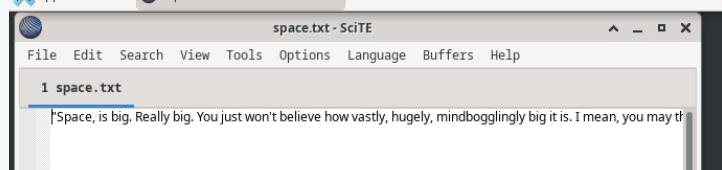 space.txt - SciTE
File Edit Search View Tools Options Language Buffers Help
1 space.txt
"Space, is big. Really big. You just won't believe how vastly, hugely, mindbogglingly big it is. I mean, you may